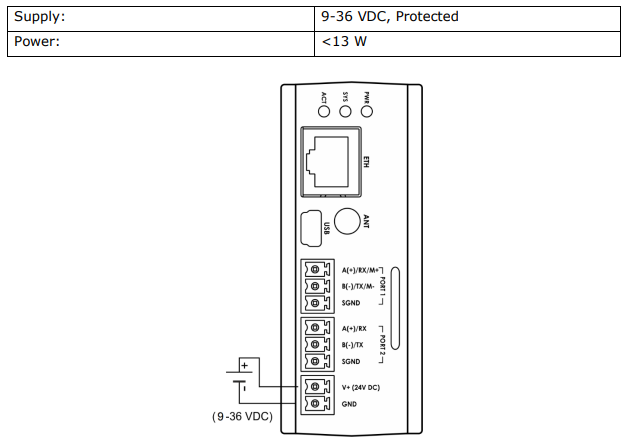 Supply: 9-36 VDC, Protected
Power: <13 W
ACT SYS PWR
ETH
ANT
USB
A(+)/RX/M+
B(-)/TX/M-
SGND
PORT 1
A(+)/RX
B(-)/TX
SGND
PORT 2
+
-
V+ (24V DC)
GND
(9-36 VDC)